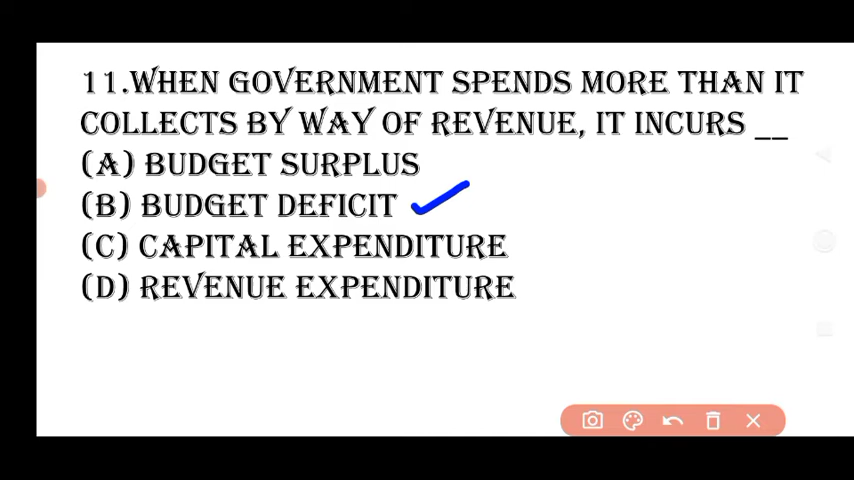 11.WHEN GOVERNMENT SPENDS MORE THAN IT
COLLECTS BY WAY OF REVENUE, IT INCURS __
(A) BUDGET SURPLUS
(B) BUDGET DEFICIT
(C) CAPITAL EXPENDITURE
(D) REVENUE EXPENDITURE